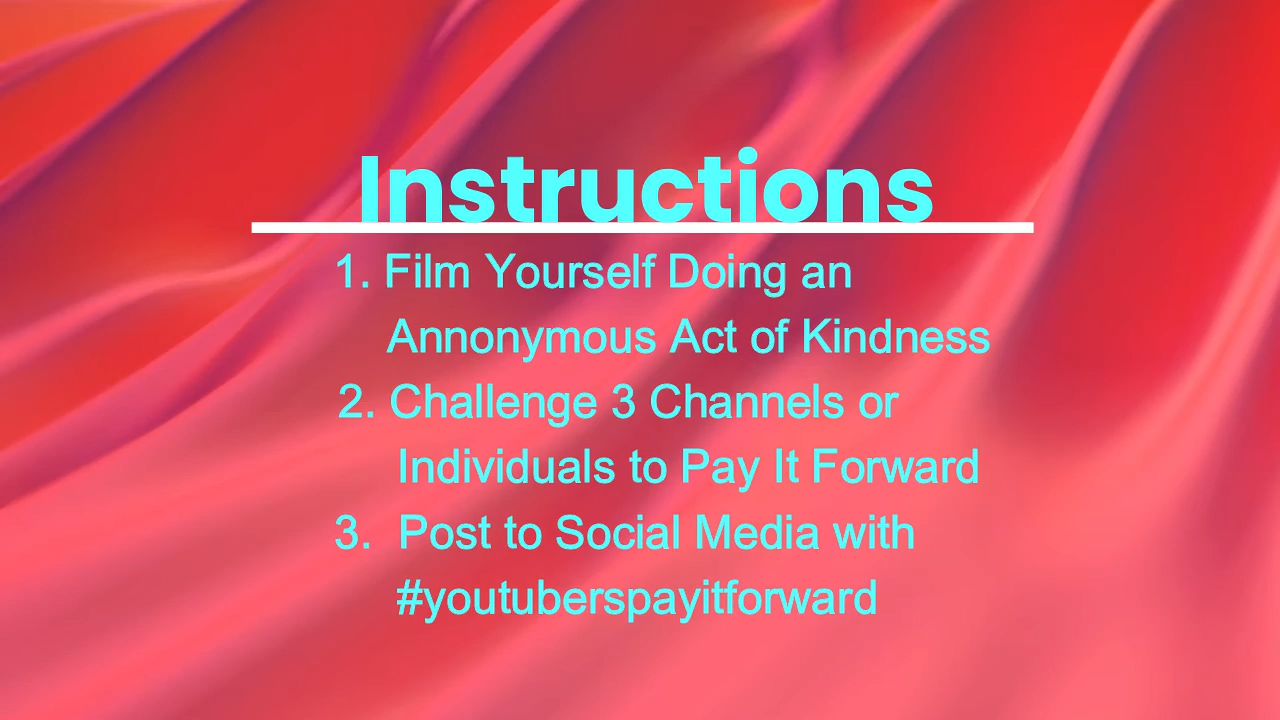 Instructions
1. Film Yourself Doing an
Annonymous Act of Kindness
2. Challenge 3 Channels or
Individuals to Pay It Forward
3. Post to Social Media with
#youtuberspayitforward